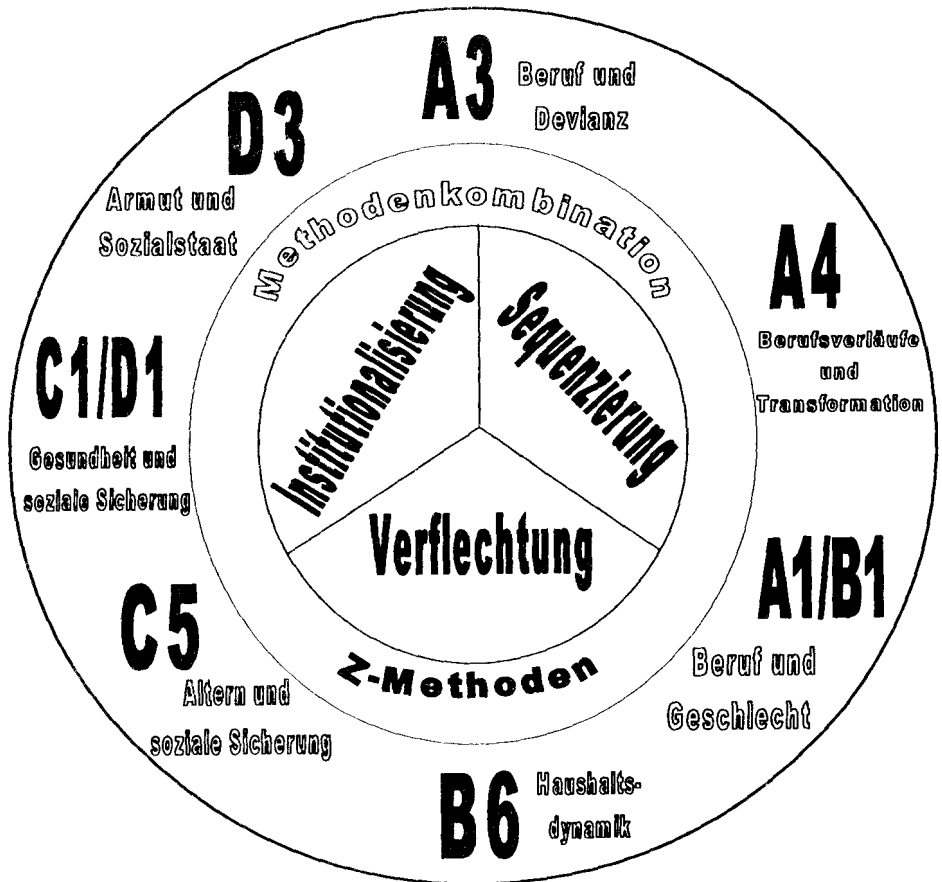 A3
Beruf und
Devianz
D3
Armut und
Sozialstaat
Methodenkombination
A4
Berufsverläufe
und
Transformation
Institutionalisierung
Sequenzierung
Verflechtung
C1/D1
Gesundheit und
soziale Sicherung
A1/B1
Beruf und
Geschlecht
C5
Altern und
soziale Sicherung
Z-Methoden
B6
Haushalts-
dynamik